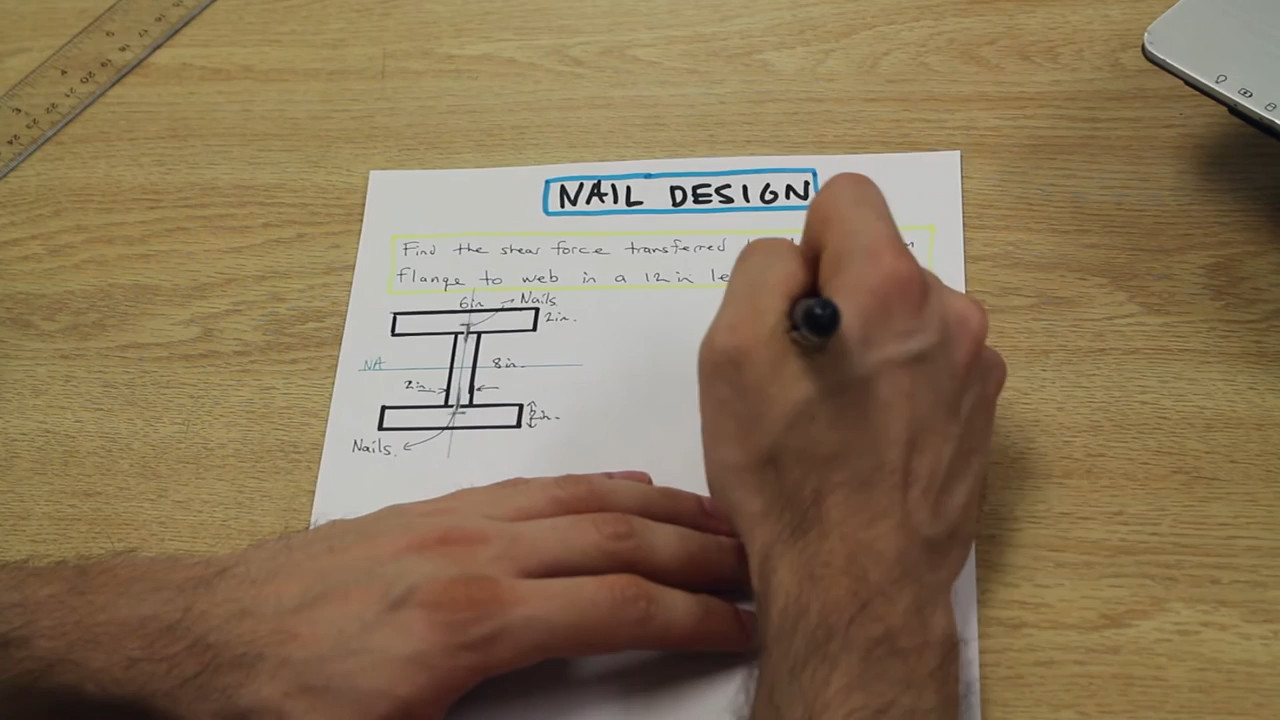 NAIL DESIGN
Find the shear force transferred
flange to web in a 12in
6in Nails
2in.
NA 8in.
2in.
2in.
Nails.